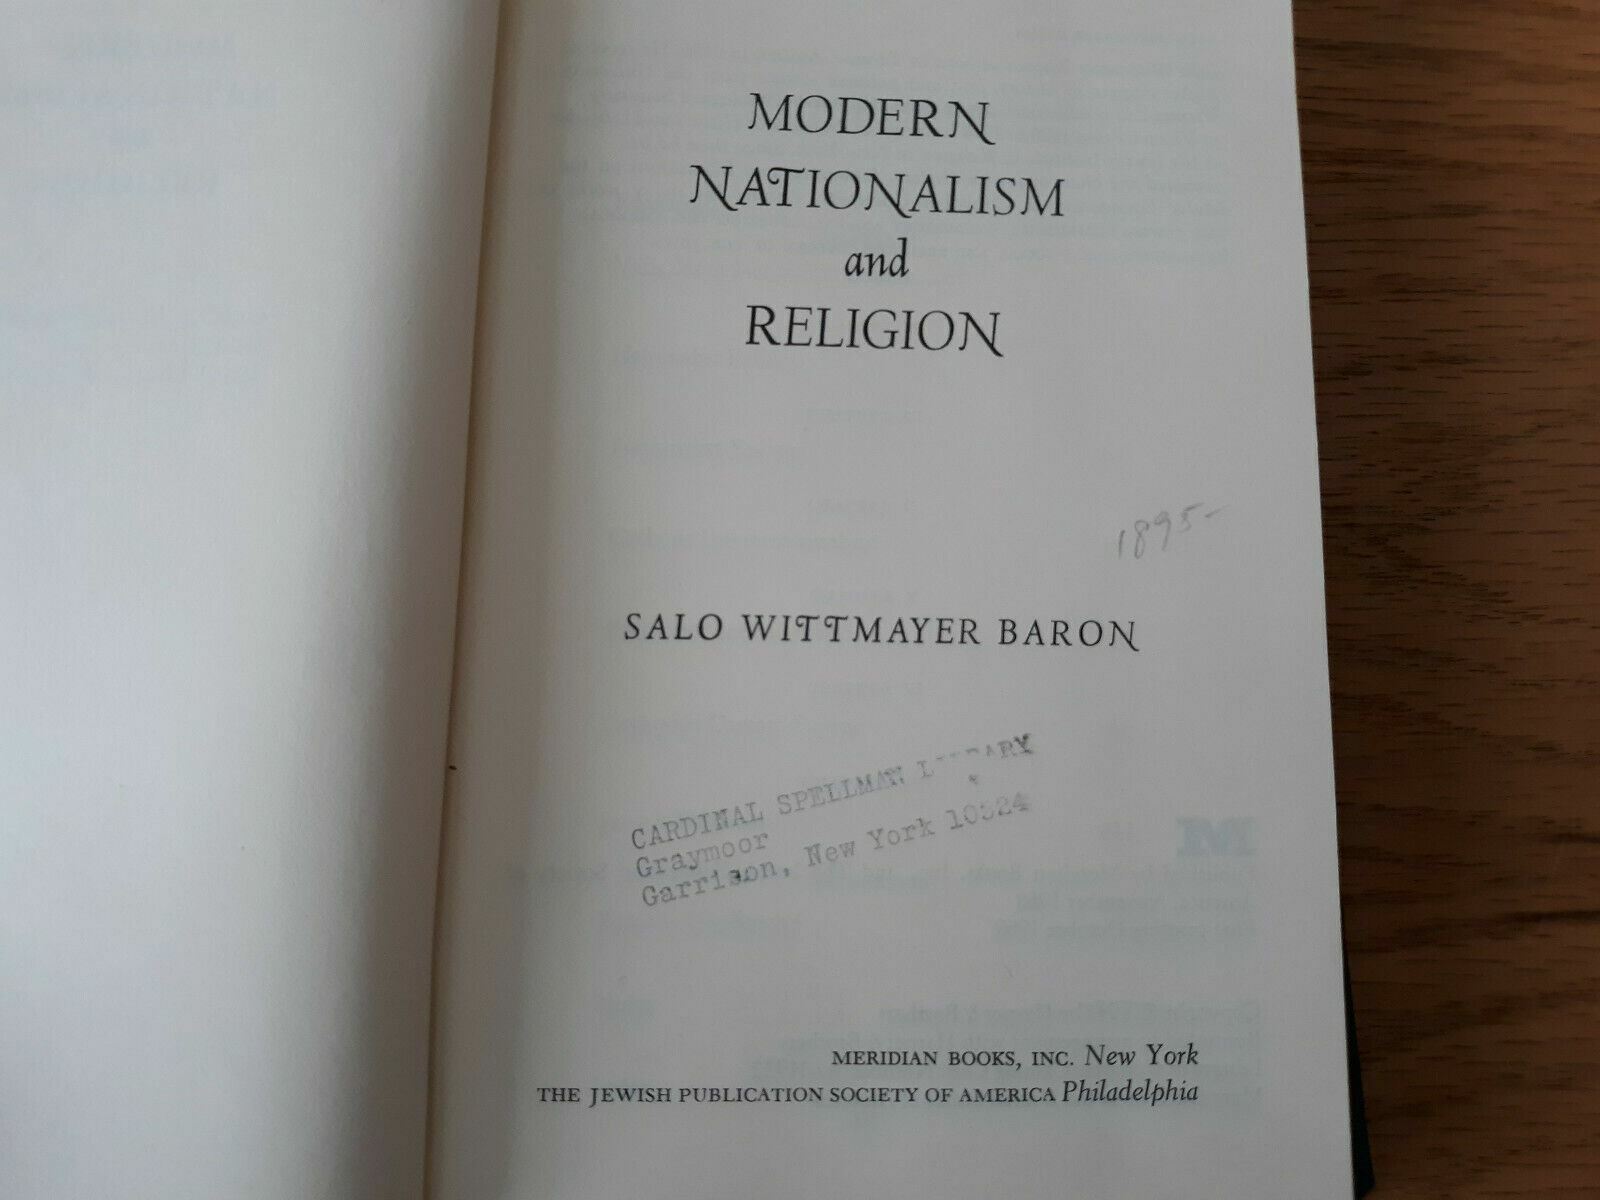 MODERN
NATIONALISM
and
RELIGION
1895-
SALO WITTMAYER BARON
CARDINAL SPELLMAN
Graymoor
Garrison, New York 10524
MERIDIAN BOOKS, INC. New York
THE JEWISH PUBLICATION SOCIETY OF AMERICA Philadelphia